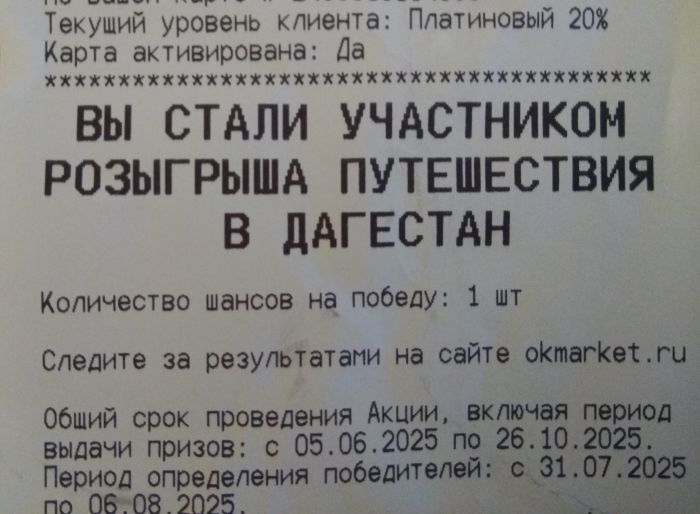 Текущий уровень клиента: Платиновый 20%
Карта активирована: Да
*****************************************
ВЫ СТАЛИ УЧАСТНИКОМ
РОЗЫГРЫША ПУТЕШЕСТВИЯ
В ДАГЕСТАН
Количество шансов на победу: 1 шт
Следите за результатами на сайте okmarket.ru
Общий срок проведения Акции, включая период
выдачи призов: с 05.06.2025 по 26.10.2025.
Период определения победителей: с 31.07.2025
по 06.08.2025.